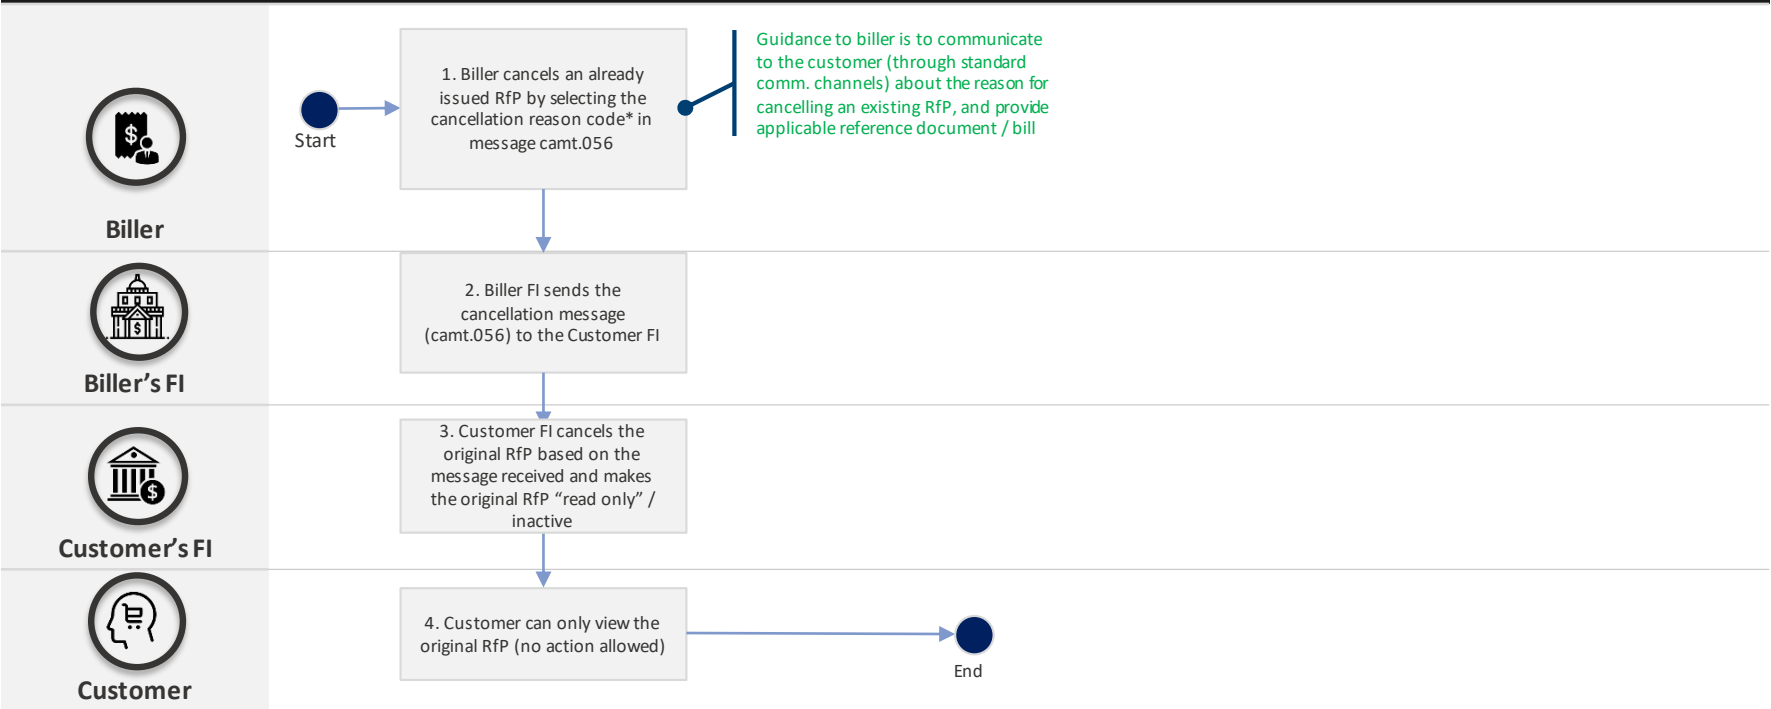 Guidance to biller is to communicate
to the customer (through standard
comm. channels) about the reason for
cancelling an existing RfP, and provide
applicable reference document / bill
1. Biller cancels an already
issued RfP by selecting the
cancellation reason code* in
message camt.056
$
Start
Biller
2. Biller FI sends the
cancellation message
(camt.056) to the Customer FI
$
Biller’s FI
3. Customer FI cancels the
original RfP based on the
message received and makes
the original RfP “read only” /
inactive
$
Customer’s FI
4. Customer can only view the
original RfP (no action allowed)
End
Customer